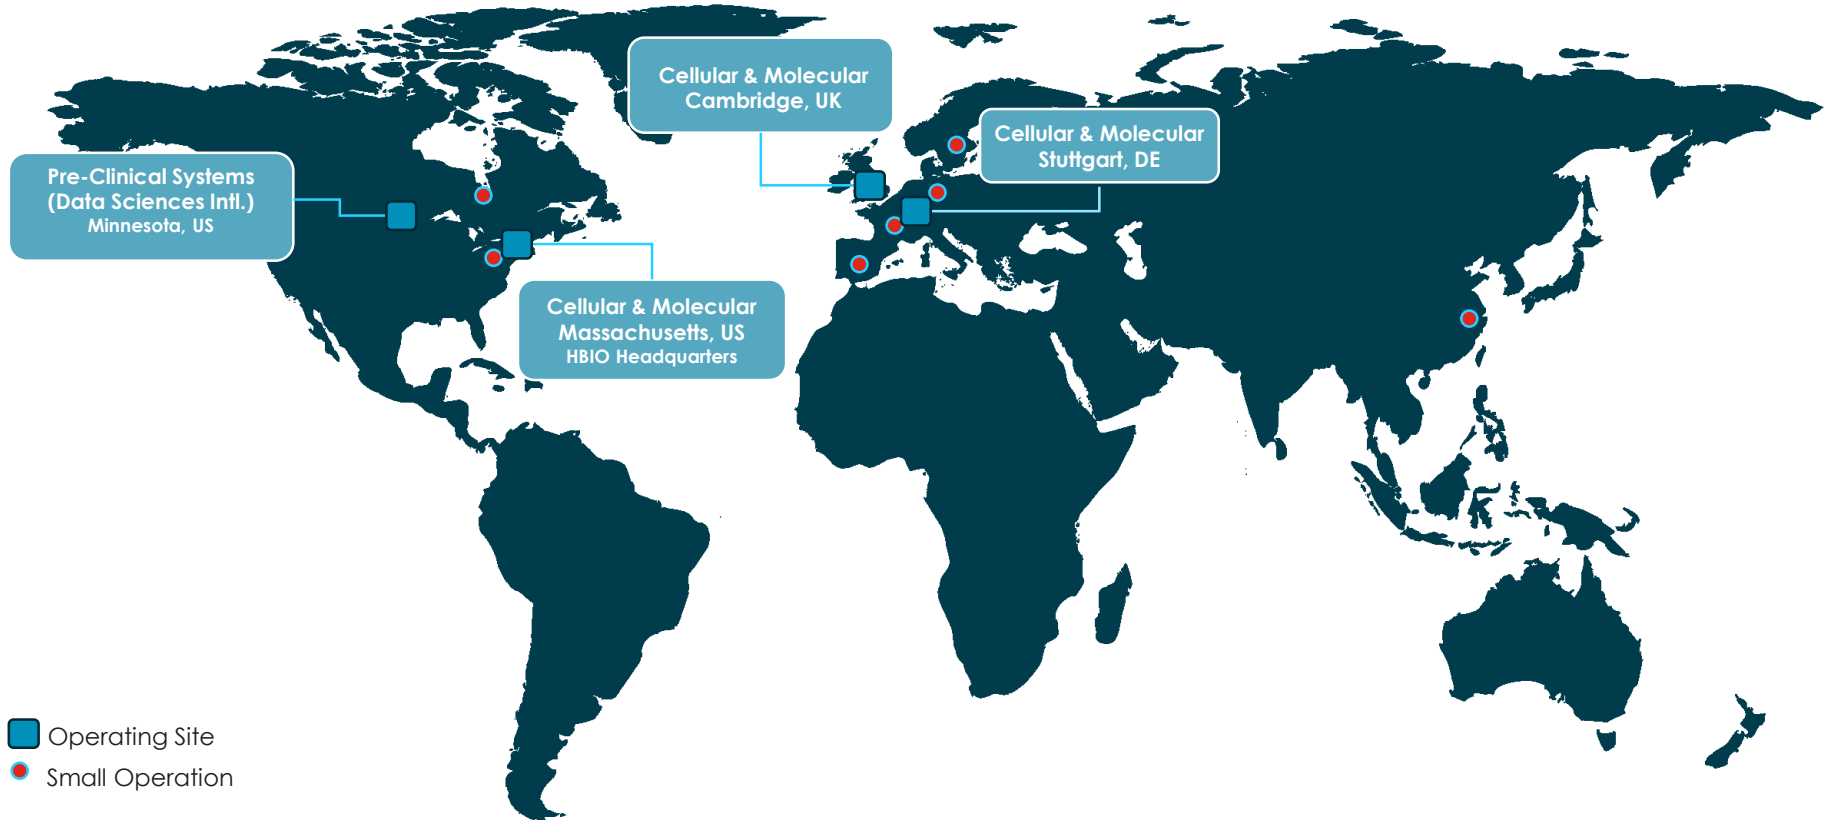 Cellular & Molecular
Cambridge, UK
Cellular & Molecular
Stuttgart, DE
Pre-Clinical Systems
(Data Sciences Intl.)
Minnesota, US
Cellular & Molecular
Massachusetts, US
HBIO Headquarters
Operating Site
Small Operation